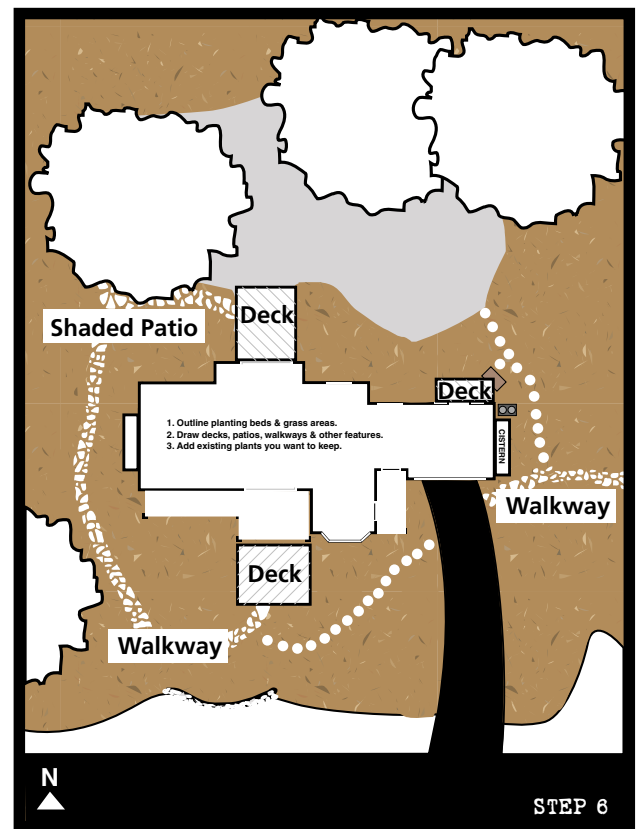 Deck
Shaded Patio
Deck
1. Outline planting beds & grass areas.
2. Draw decks, patios, walkways & other features.
3. Add existing plants you want to keep.
CISTERN
Walkway
Deck
Walkway
N
STEP 6